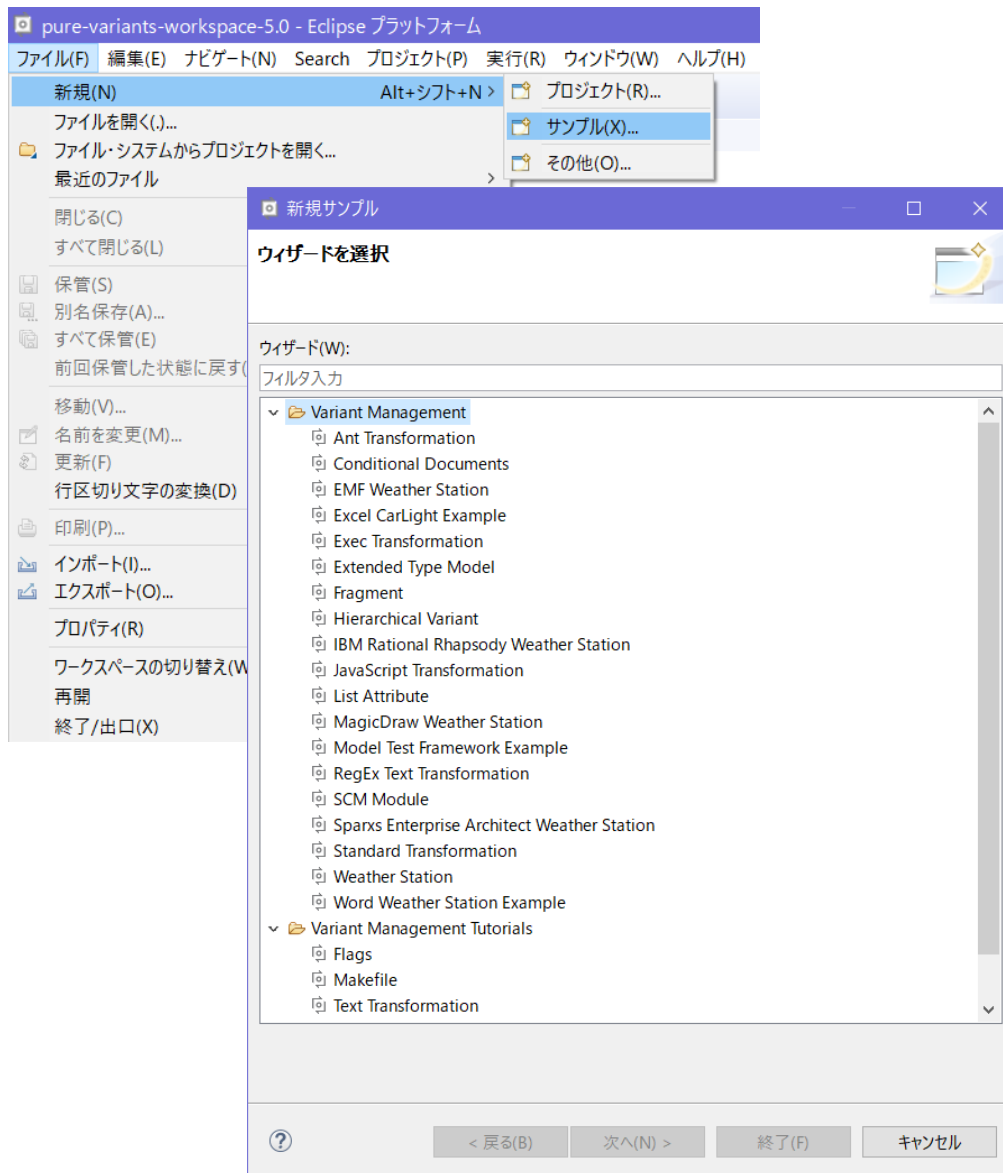 pure-variants-workspace-5.0 - Eclipse プラットフォーム
ファイル(F) 編集(E) ナビゲート(N) Search プロジェクト(P) 実行(R) ウィンドウ(W) ヘルプ(H)
新規(N) Alt+シフト+N >
プロジェクト(R)...
サンプル(X)...
その他(O)...
ファイルを開く(.)...
ファイル・システムからプロジェクトを開く...
最近のファイル >
閉じる(C)
すべて閉じる(L)
保管(S)
別名保存(A)...
すべて保管(E)
前回保管した状態に戻す(
移動(V)...
名前を変更(M)...
更新(F)
行区切り文字の変換(D)
印刷(P)...
インポート(I)...
エクスポート(O)...
プロパティ(R)
ワークスペースの切り替え(W
再開
終了/出口(X)
新規サンプル
ウィザードを選択
ウィザード(W):
フィルタ入力
Variant Management
Ant Transformation
Conditional Documents
EMF Weather Station
Excel CarLight Example
Exec Transformation
Extended Type Model
Fragment
Hierarchical Variant
IBM Rational Rhapsody Weather Station
JavaScript Transformation
List Attribute
MagicDraw Weather Station
Model Test Framework Example
RegEx Text Transformation
SCM Module
Sparxs Enterprise Architect Weather Station
Standard Transformation
Weather Station
Word Weather Station Example
Variant Management Tutorials
Flags
Makefile
Text Transformation
< 戻る(B) 次へ(N) > 終了(F) キャンセル